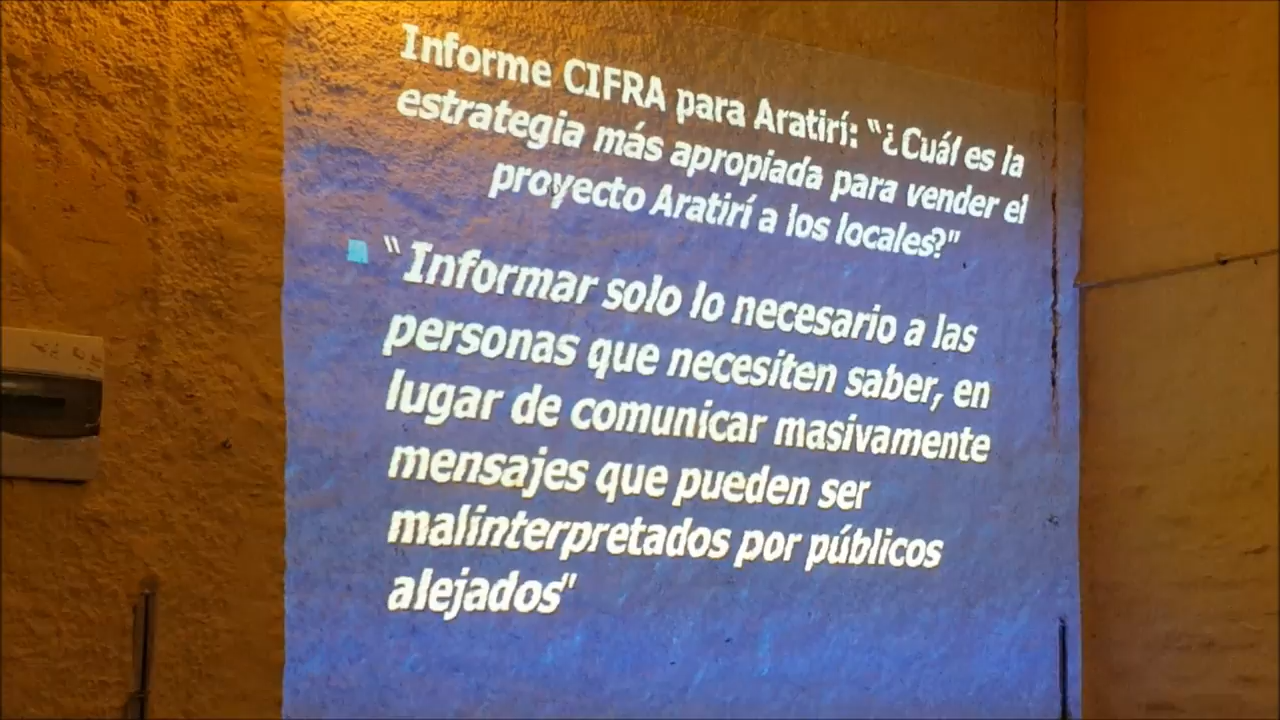 Informe CIFRA para Aratirí: “¿Cuál es la
estrategia más apropiada para vender el
proyecto Aratirí a los locales?"
“Informar solo lo necesario a las
personas que necesiten saber, en
lugar de comunicar masivamente
mensajes que pueden ser
malinterpretados por públicos
alejados"